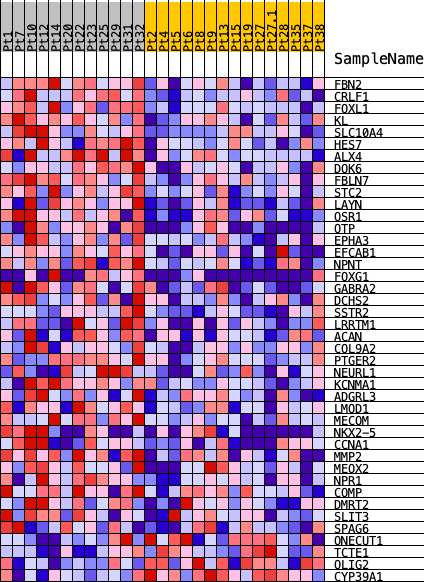 Pt1
Pt7
Pt10
Pt12
Pt14
Pt20
Pt22
Pt23
Pt25
Pt29
Pt31
Pt32
Pt2
Pt4
Pt5
Pt6
Pt8
Pt9
Pt13
Pt15
Pt19
Pt27
Pt27.1
Pt28
Pt35
Pt37
Pt38
SampleName
FBN2
CRLF1
FOXL1
KL
SLC10A4
HES7
ALX4
DOK6
FBLN7
STC2
LAYN
OSR1
OTP
EPHA3
EFCAB1
NPNT
FOXG1
GABRA2
DCHS2
SSTR2
LRRTM1
ACAN
COL9A2
PTGER2
NEURL1
KCNMA1
ADGRL3
LMOD1
MECOM
NKX2-5
CCNA1
MMP2
MEOX2
NPR1
COMP
DMRT2
SLIT3
SPAG6
ONECUT1
TCTE1
OLIG2
CYP39A1